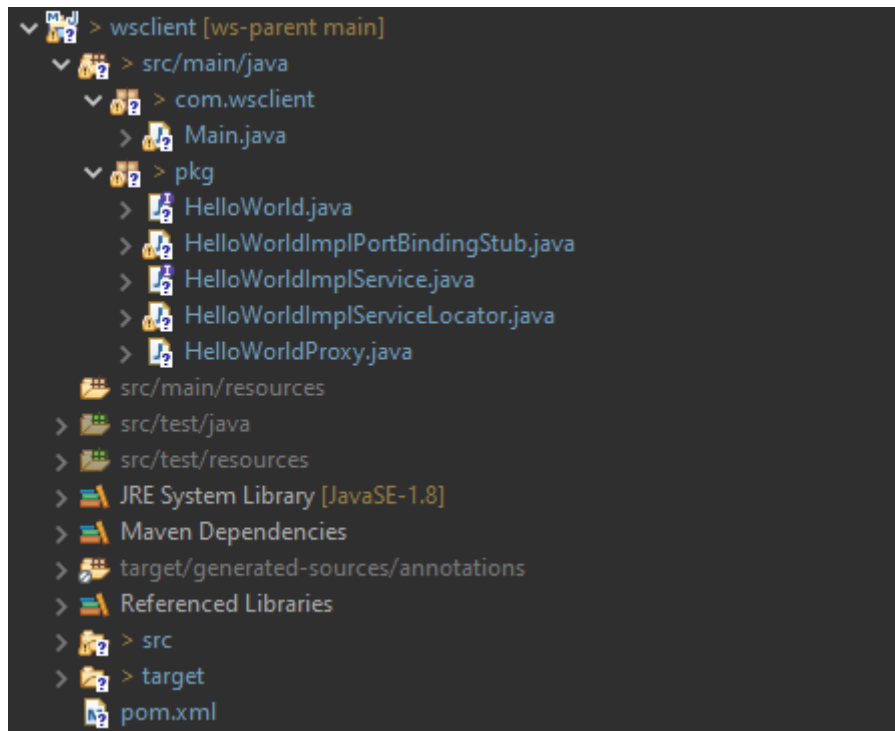 > wsclient [ws-parent main]
> src/main/java
> com.wsclient
Main.java
> pkg
HelloWorld.java
HelloWorldImplPortBindingStub.java
HelloWorldImplService.java
HelloWorldImplServiceLocator.java
HelloWorldProxy.java
src/main/resources
src/test/java
src/test/resources
JRE System Library [JavaSE-1.8]
Maven Dependencies
target/generated-sources/annotations
Referenced Libraries
> src
> target
pom.xml